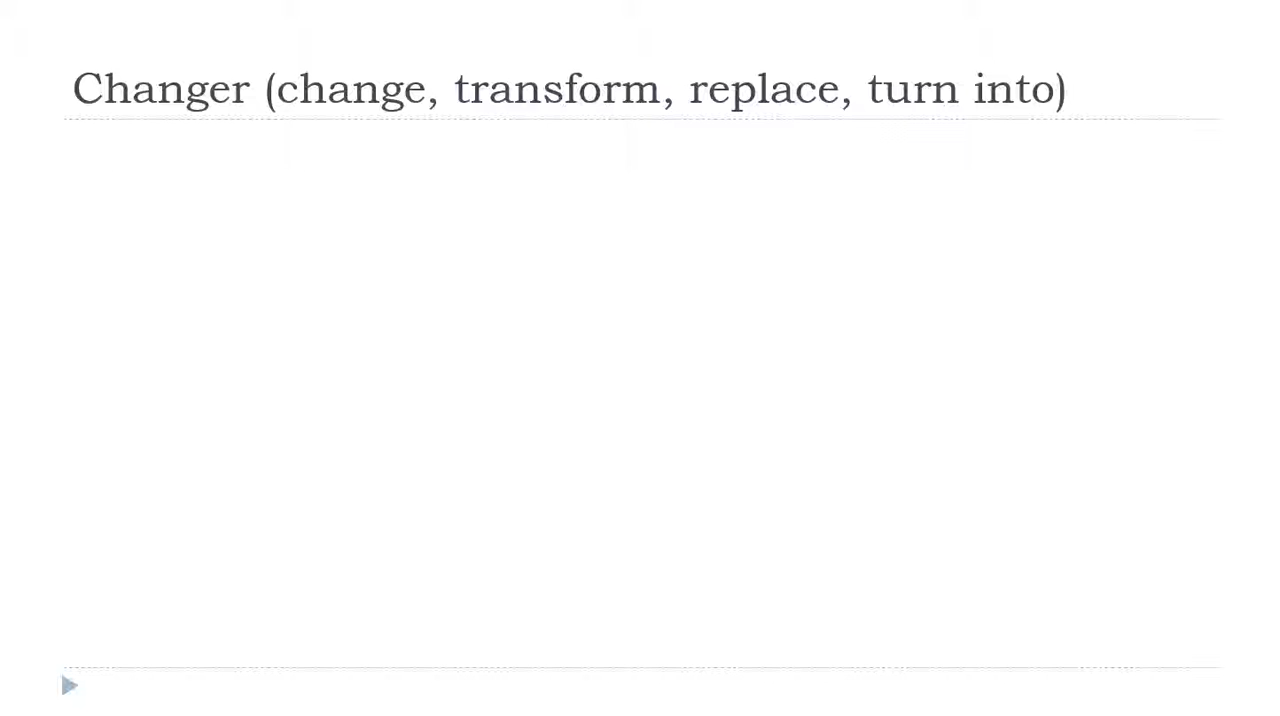 Changer (change, transform, replace, turn into)